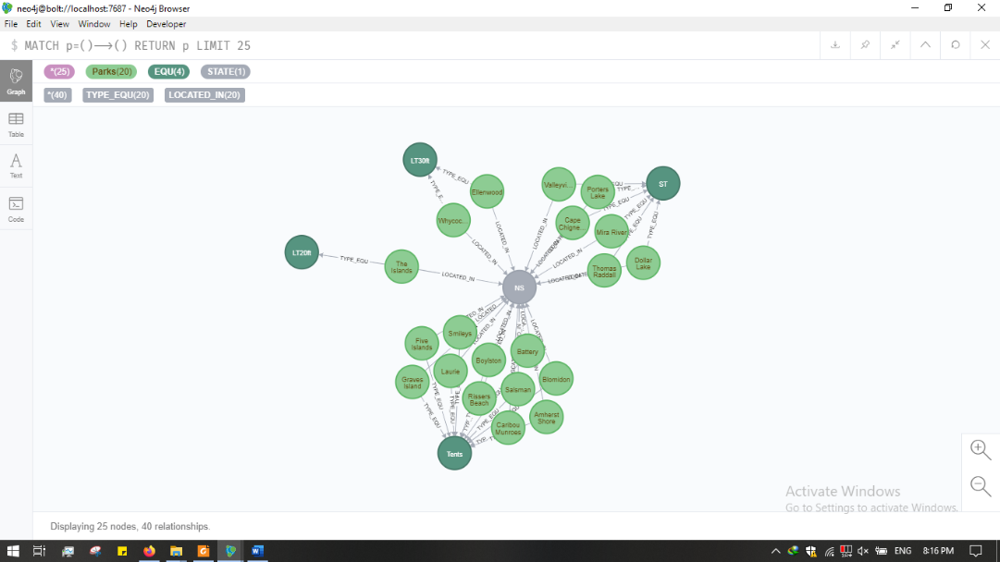 neo4j@bolt://localhost:7687 - Neo4j Browser
File Edit View Window Help Developer
$ MATCH p=()-->() RETURN p LIMIT 25
*(25) Parks(20) EQU(4) STATE(1)
*(40) TYPE_EQU(20) LOCATED_IN(20)
Graph
Table
Text
Code
LT30ft
TYPE_EQU
TYPE_E...
Ellenwood
Whycoc...
LOCATED_IN
LOCATED_IN
LT20ft
TYPE_EQU
The Islands
LOCATED_IN
Valleyvi...
Porters Lake
TYPE_
ST
Cape Chigne...
TYPE_EQU
TYPE_EQU
Mira River
LOCATED_IN
LOCATED_IN
TYPE_EQU
Thomas Raddall
Dollar Lake
NS
Five Islands
Smileys
Graves Island
Laurie
Boylston
Battery
Rissers Beach
Salsman
Blomidon
Caribou Munroes
Amherst Shore
LOCATED_IN
TYPE_EQU
TYPE_EQU
TYPE_EQU
TYPE_EQU
Tents
Activate Windows
Go to Settings to activate Windows.
Displaying 25 nodes, 40 relationships.
ENG 8:16 PM